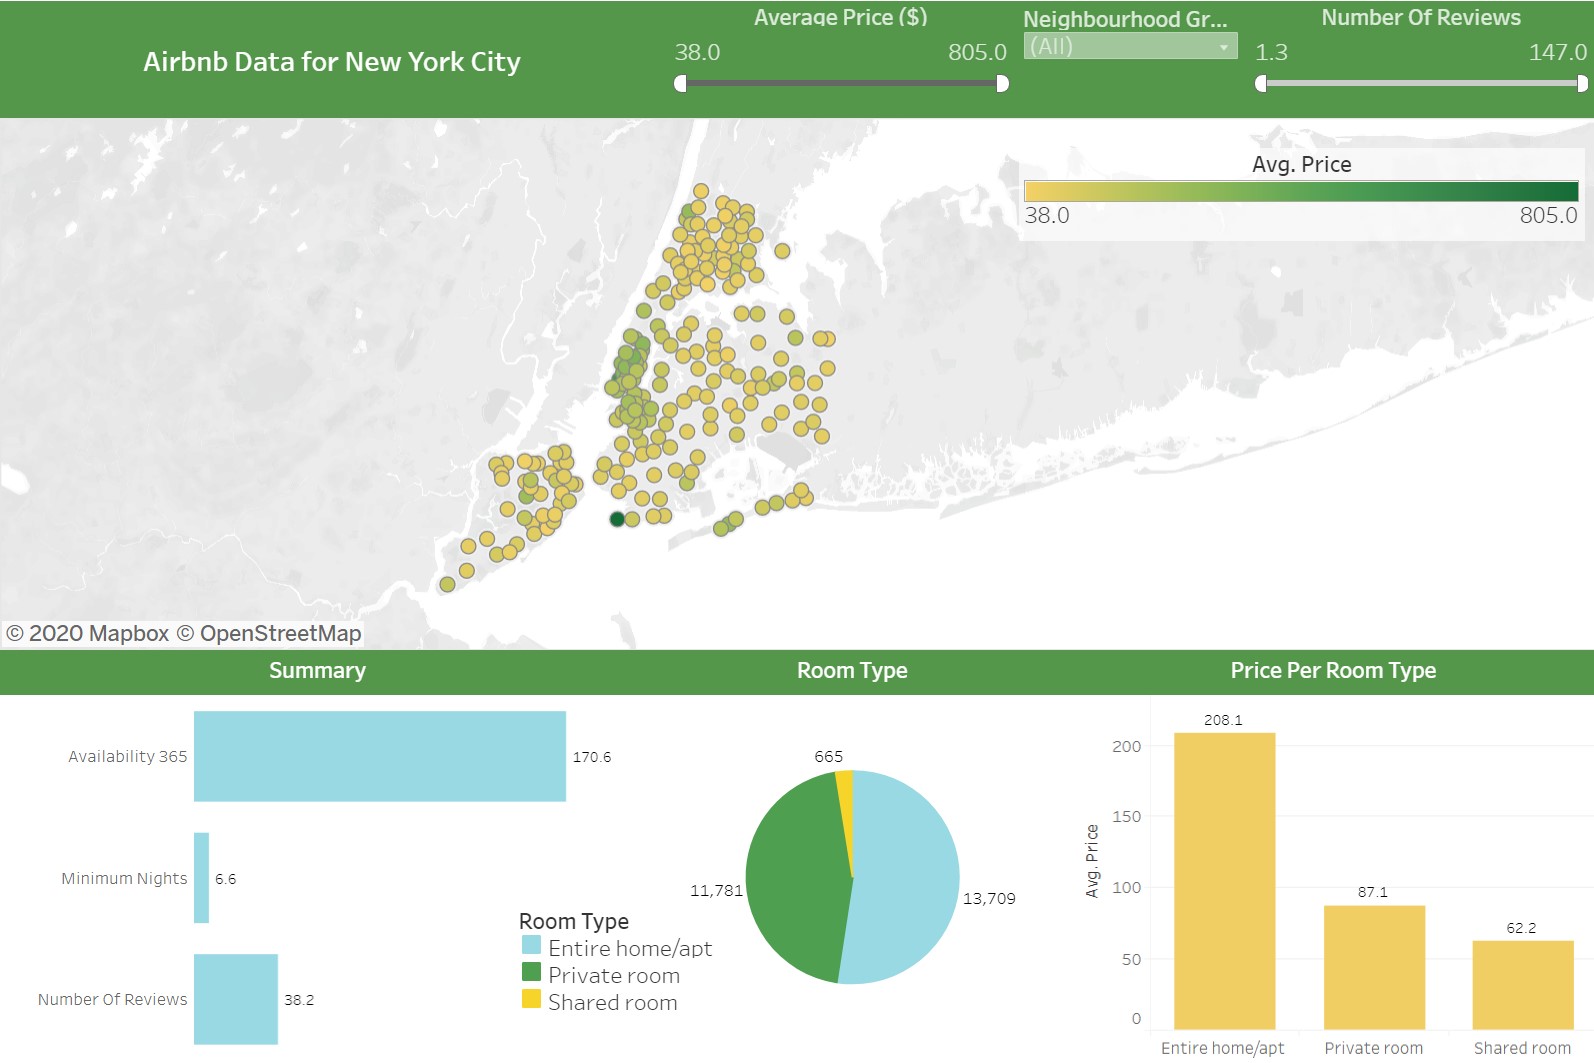 Airbnb Data for New York City
Average Price ($)
38.0 805.0
Neighbourhood Gr...
(All)
Number Of Reviews
1.3 147.0
Avg. Price
38.0 805.0
© 2020 Mapbox © OpenStreetMap
Summary
Availability 365 170.6
Minimum Nights 6.6
Number Of Reviews 38.2
Room Type
665
11,781
13,709
Room Type
Entire home/apt
Private room
Shared room
Price Per Room Type
Avg. Price
200
150
100
50
0
208.1
87.1
62.2
Entire home/apt Private room Shared room